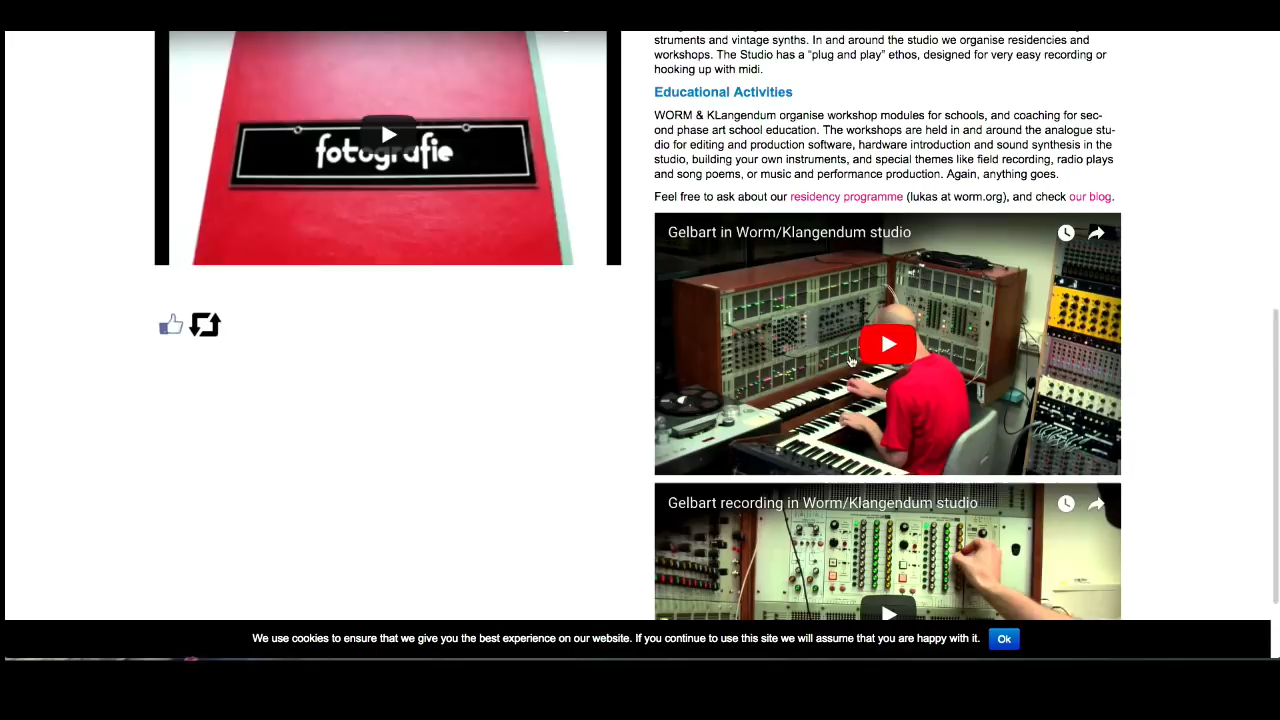 fotografie
struments and vintage synths. In and around the studio we organise residencies and
workshops. The Studio has a “plug and play” ethos, designed for very easy recording or
hooking up with midi.
Educational Activities
WORM & KLangendum organise workshop modules for schools, and coaching for sec-
ond phase art school education. The workshops are held in and around the analogue stu-
dio for editing and production software, hardware introduction and sound synthesis in the
studio, building your own instruments, and special themes like field recording, radio plays
and song poems, or music and performance production. Again, anything goes.
Feel free to ask about our residency programme (lukas at worm.org), and check our blog.
Gelbart in Worm/Klangendum studio
Gelbart recording in Worm/Klangendum studio
We use cookies to ensure that we give you the best experience on our website. If you continue to use this site we will assume that you are happy with it.
Ok